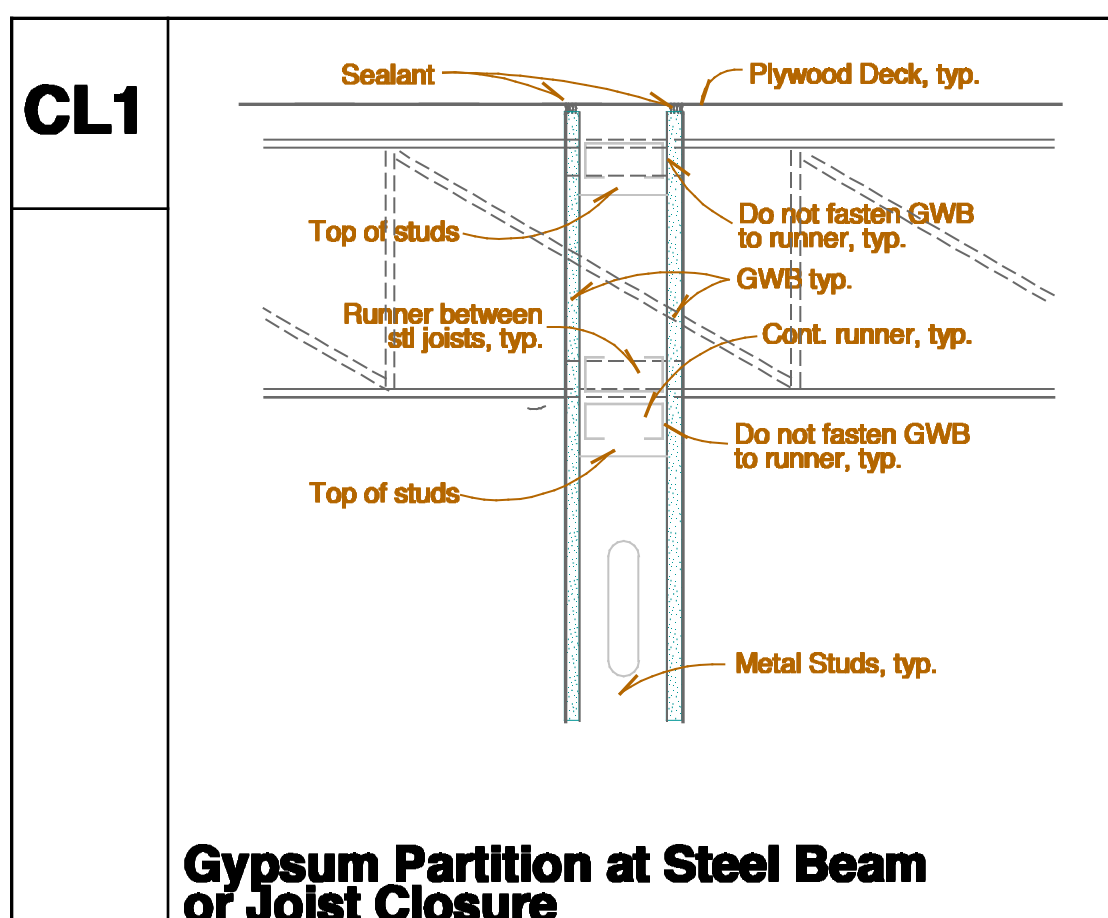 CL1
Sealant
Plywood Deck, typ.
Do not fasten GWB
to runner, typ.
Top of studs
GWB typ.
Runner between
stl joists, typ.
Cont. runner, typ.
Do not fasten GWB
to runner, typ.
Top of studs
Metal Studs, typ.
Gypsum Partition at Steel Beam
or Joist Closure